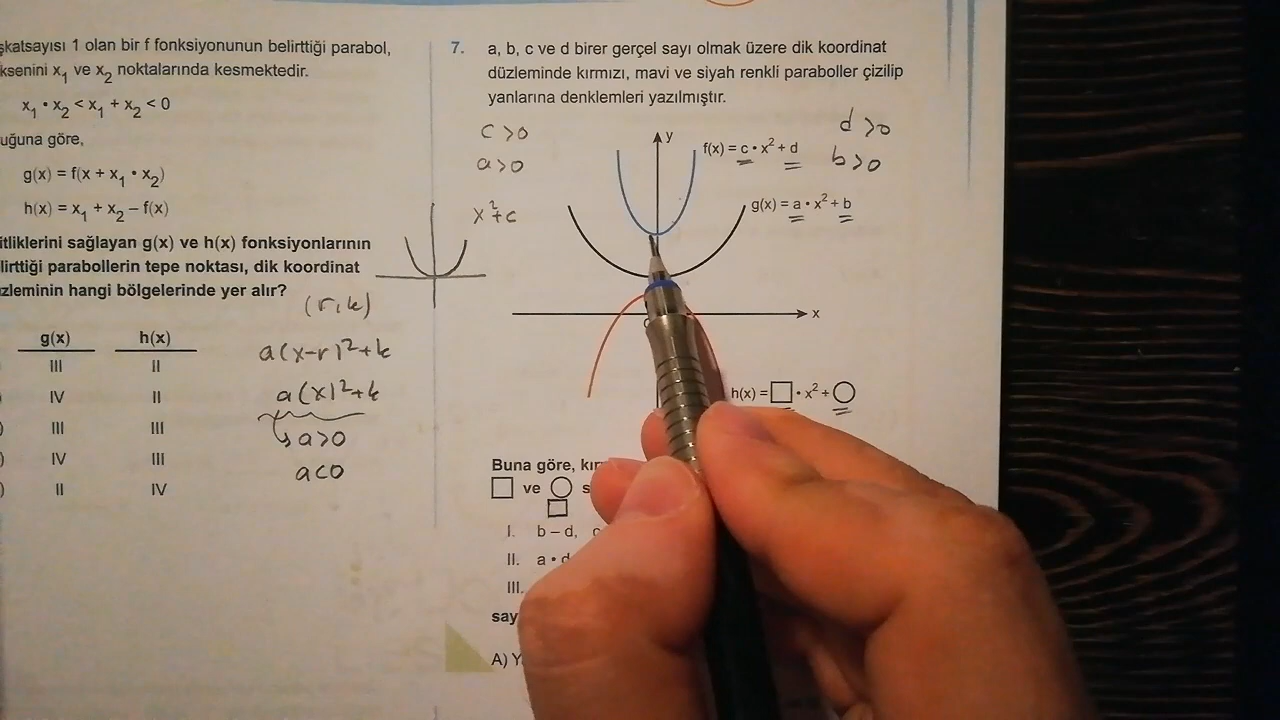 şkatsayısı 1 olan bir f fonksiyonunun belirttiği parabol,
ksenini x₁ ve x₂ noktalarında kesmektedir.
x₁ • x₂ < x₁ + x₂ < 0
uğuna göre,
g(x) = f(x + x₁ • x₂)
h(x) = x₁ + x₂ – f(x)
itliklerini sağlayan g(x) ve h(x) fonksiyonlarının
lirttiği parabollerin tepe noktası, dik koordinat
zleminin hangi bölgelerinde yer alır?
g(x) h(x)
III II
IV II
) III III
) IV III
) II IV
(r,k)
a(x-r)²+k
a(x)²+k
a>0
a<0
x²+c
7. a, b, c ve d birer gerçel sayı olmak üzere dik koordinat
düzleminde kırmızı, mavi ve siyah renkli paraboller çizilip
yanlarına denklemleri yazılmıştır.
c>0
a>0
d>0
b>0
y
f(x) = c • x² + d
g(x) = a • x² + b
x
h(x) = □ • x² + ○
Buna göre,
□ ve ○
□
I. b – d,
II. a • d
III.
A)